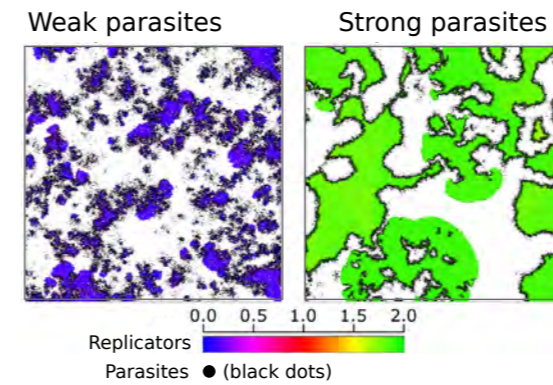 Weak parasites
Strong parasites
0.0 0.5 1.0 1.5 2.0
Replicators
Parasites ● (black dots)